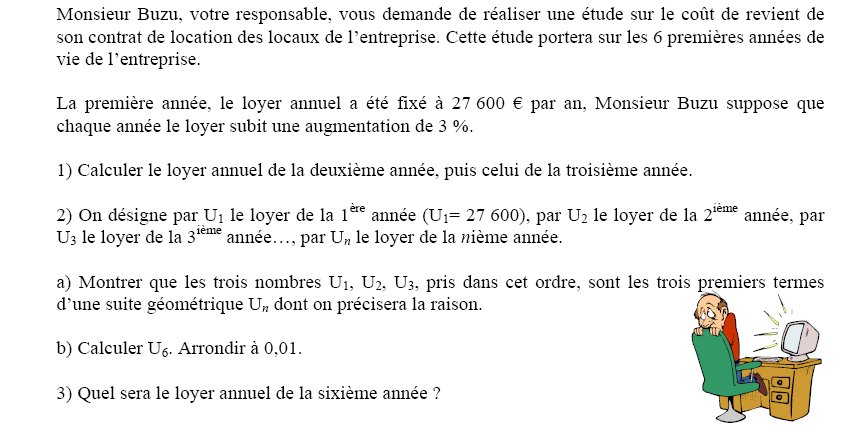 Monsieur Buzu, votre responsable, vous demande de réaliser une étude sur le coût de revient de
son contrat de location des locaux de l'entreprise. Cette étude portera sur les 6 premières années de
vie de l'entreprise.
La première année, le loyer annuel a été fixé à 27 600 € par an, Monsieur Buzu suppose que
chaque année le loyer subit une augmentation de 3 %.
1) Calculer le loyer annuel de la deuxième année, puis celui de la troisième année.
2) On désigne par U₁ le loyer de la 1ère année (U₁= 27 600), par U₂ le loyer de la 2ième année, par
U₃ le loyer de la 3ième année…, par Uₙ le loyer de la nième année.
a) Montrer que les trois nombres U₁, U₂, U₃, pris dans cet ordre, sont les trois premiers termes
d'une suite géométrique Uₙ dont on précisera la raison.
b) Calculer U₆. Arrondir à 0,01.
3) Quel sera le loyer annuel de la sixième année ?